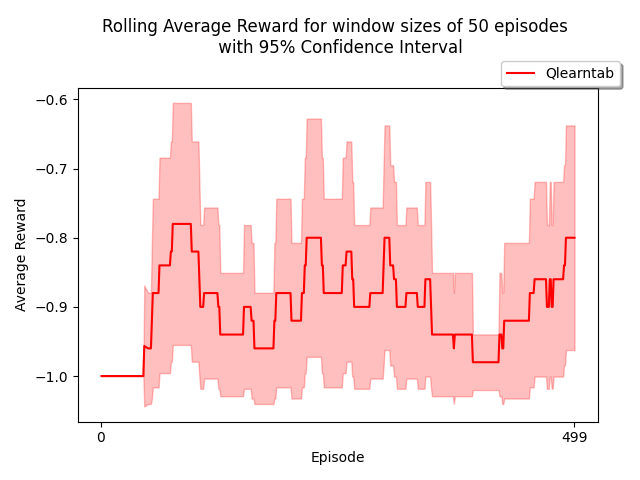 Rolling Average Reward for window sizes of 50 episodes
with 95% Confidence Interval
Qlearntab
−0.6
−0.7
−0.8
−0.9
−1.0
Average Reward
0
499
Episode